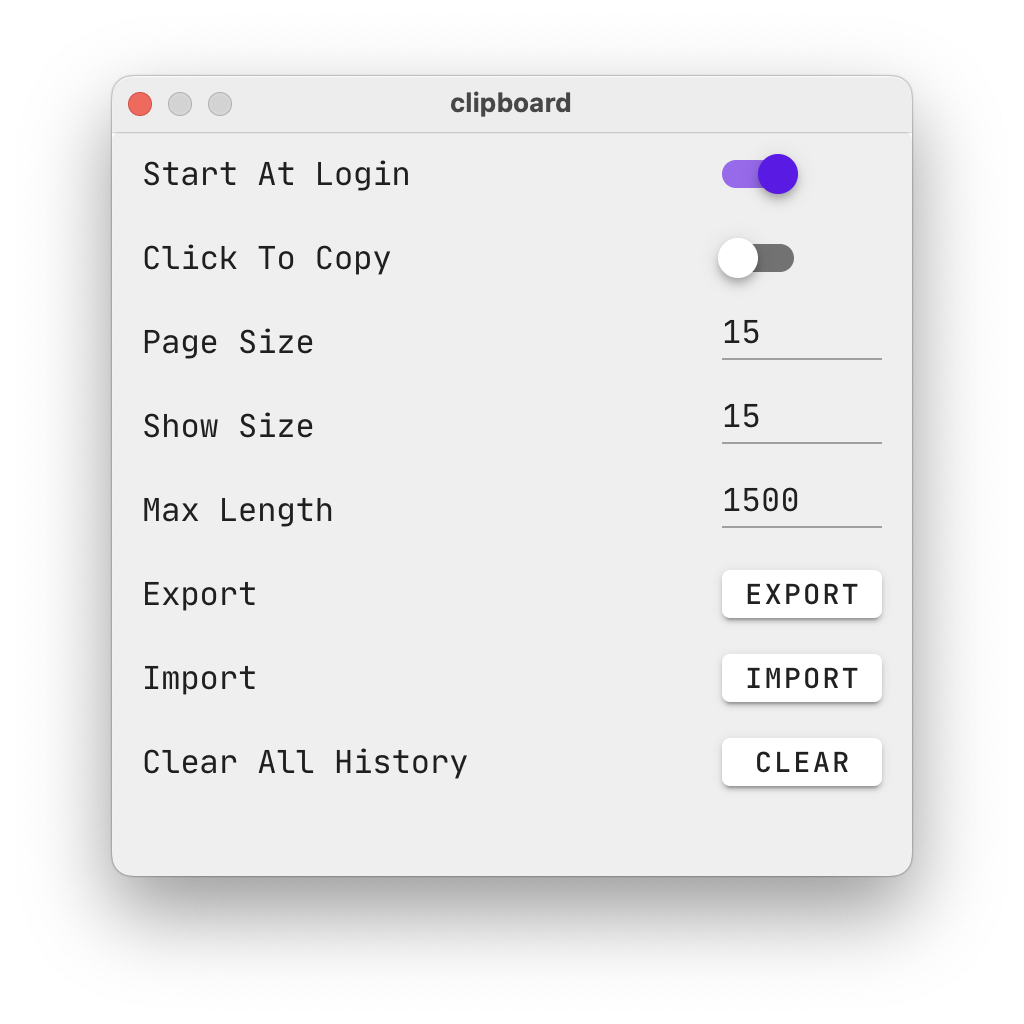 clipboard
Start At Login
Click To Copy
Page Size 15
Show Size 15
Max Length 1500
Export EXPORT
Import IMPORT
Clear All History CLEAR